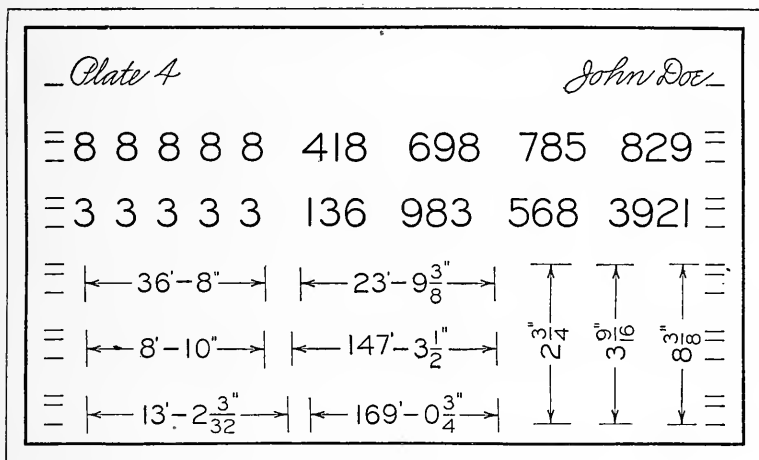 Plate 4 John Doe
8 8 8 8 8 418 698 785 829
3 3 3 3 3 136 983 568 3921
36'-8" 23'-9 3/8"
8'-10" 147'-3 1/2" 2 3/4" 3 9/16" 8 3/8"
13'-2 3/32" 169'-0 3/4"